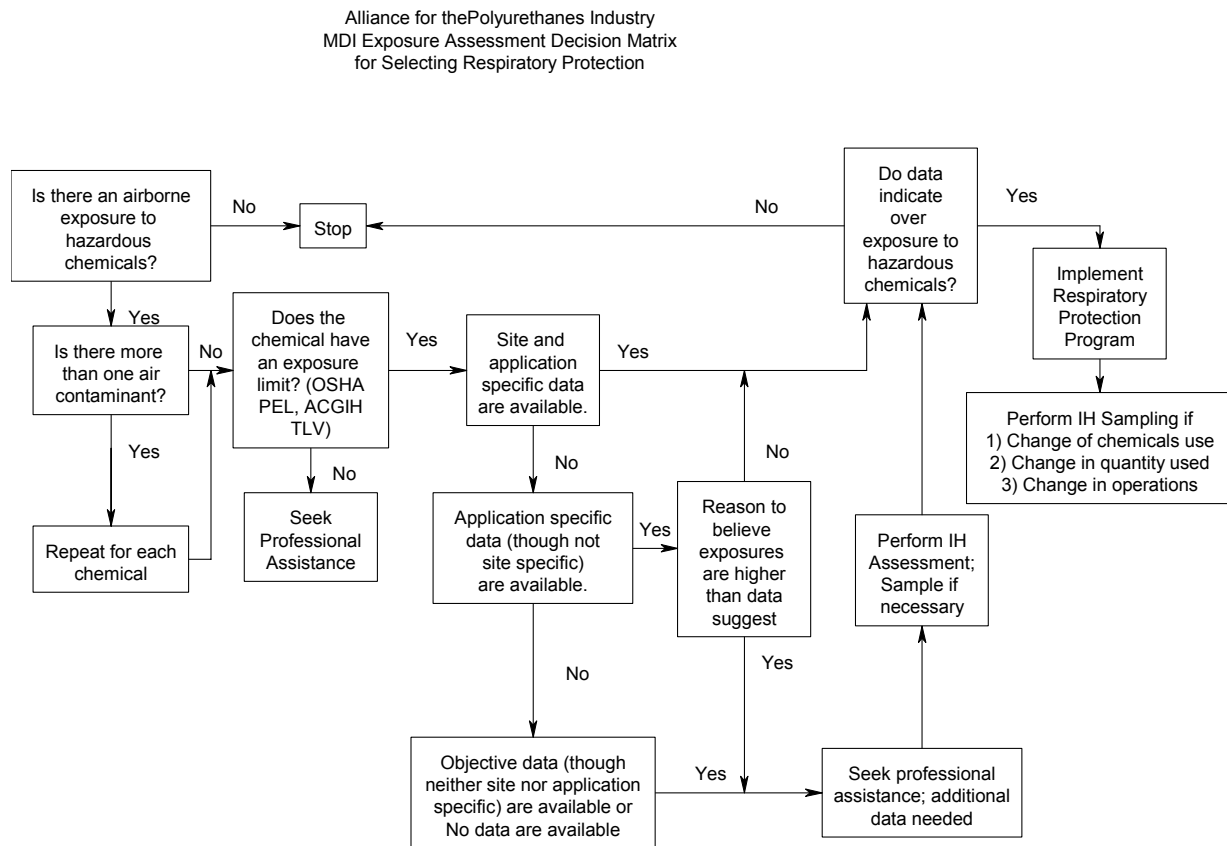 Alliance for thePolyurethanes Industry
MDI Exposure Assessment Decision Matrix
for Selecting Respiratory Protection
Is there an airborne
exposure to
hazardous
chemicals?
No
Stop
No
Do data
indicate
over
exposure to
hazardous
chemicals?
Yes
Implement
Respiratory
Protection
Program
Yes
Is there more
than one air
contaminant?
No
Does the
chemical have
an exposure
limit? (OSHA
PEL, ACGIH
TLV)
Yes
Site and
application
specific data
are available.
Yes
Perform IH Sampling if
1) Change of chemicals use
2) Change in quantity used
3) Change in operations
Yes
No
No
No
Repeat for each
chemical
Seek
Professional
Assistance
Application specific
data (though not
site specific)
are available.
Yes
Reason to
believe
exposures
are higher
than data
suggest
Perform IH
Assessment;
Sample if
necessary
No
Yes
Objective data (though
neither site nor application
specific) are available or
No data are available
Yes
Seek professional
assistance; additional
data needed